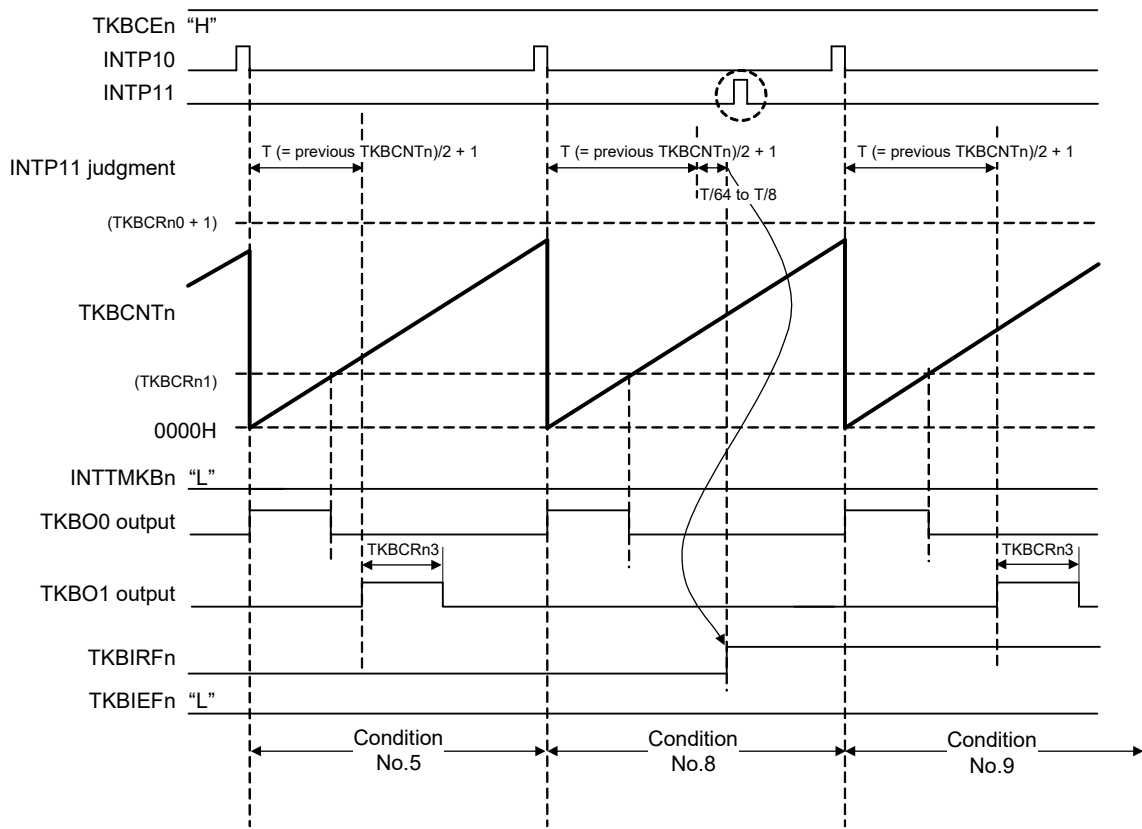 TKBCEn “H”
INTP10
INTP11
INTP11 judgment
T (= previous TKBCNTn)/2 + 1
T (= previous TKBCNTn)/2 + 1
T (= previous TKBCNTn)/2 + 1
T/64 to T/8
(TKBCRn0 + 1)
TKBCNTn
(TKBCRn1)
0000H
INTTMKBn “L”
TKBO0 output
TKBCRn3
TKBCRn3
TKBO1 output
TKBIRFn
TKBIEFn “L”
Condition
No.5
Condition
No.8
Condition
No.9